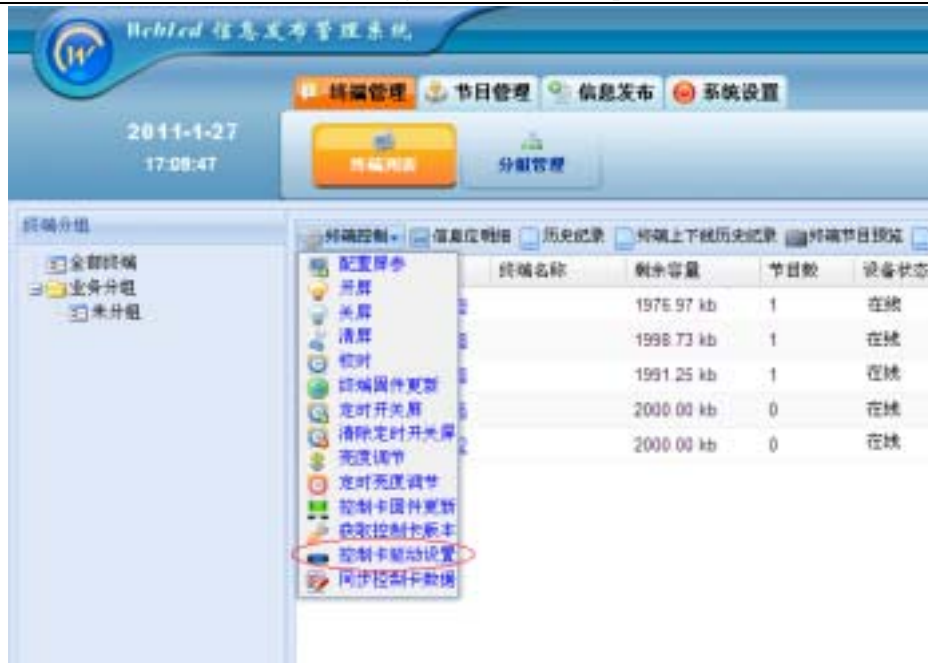 WebLed 信息发布管理系统
终端管理 节目管理 信息发布 系统设置
2011-1-27
17:09:47
终端列表 分组管理
终端分组
终端控制 信息位明细 历史纪录 终端上下线历史纪录 终端节目预览
全部终端
业务分组
未分组
终端名称 剩余容量 节目数 设备状态
配置屏参
开屏
关屏
清屏
校时
终端固件更新
定时开关屏
清除定时开关屏
亮度调节
定时亮度调节
控制卡固件更新
获取控制卡版本
控制卡驱动设置
同步控制卡数据
1976.97 kb 1 在线
1998.73 kb 1 在线
1991.25 kb 1 在线
2000.00 kb 0 在线
2000.00 kb 0 在线